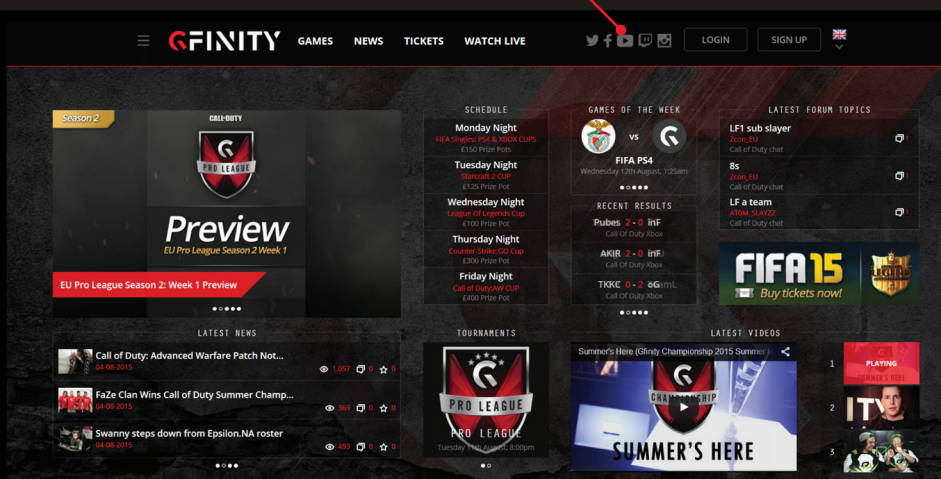 GFINITY GAMES NEWS TICKETS WATCH LIVE LOGIN SIGN UP
Season 2
CALL·DUTY
PRO LEAGUE
Preview
EU Pro League Season 2 Week 1
EU Pro League Season 2: Week 1 Preview
SCHEDULE
Monday Night
FIFA Singles: PS4 & XBOX CUPS
£150 Prize Pots
Tuesday Night
Starcraft 2 CUP
£125 Prize Pot
Wednesday Night
League Of Legends Cup
£100 Prize Pot
Thursday Night
Counter-Strike:GO Cup
£300 Prize Pot
Friday Night
Call of Duty:AW CUP
£400 Prize Pot
GAMES OF THE WEEK
vs
FIFA PS4
Wednesday 12th August, 1:25am
RECENT RESULTS
Pubes 2 - 0 inF
Call Of Duty Xbox
AKIR 2 - 0 inF
Call Of Duty Xbox
TKKC 0 - 2
Call Of Duty Xbox
LATEST FORUM TOPICS
LF1 sub slayer
Zcon_EU
Call of Duty chat
8s
Zcon_EU
Call of Duty chat
LF a team
AT0M_SLAYZZ
Call of Duty chat
FIFA 15
Buy tickets now!
LATEST NEWS
Call of Duty: Advanced Warfare Patch Not...
04-08-2015
1,057 0 0
FaZe Clan Wins Call of Duty Summer Champ...
04-08-2015
369 0 0
Swanny steps down from Epsilon.NA roster
04-08-2015
493 0 0
TOURNAMENTS
PRO LEAGUE
PRO LEAGUE
Tuesday 11th August, 8:00pm
LATEST VIDEOS
Summer's Here (Gfinity Championship 2015 Summer
CHAMPIONSHIP
SUMMER'S HERE
1 PLAYING
SUMMER'S HERE
2
3